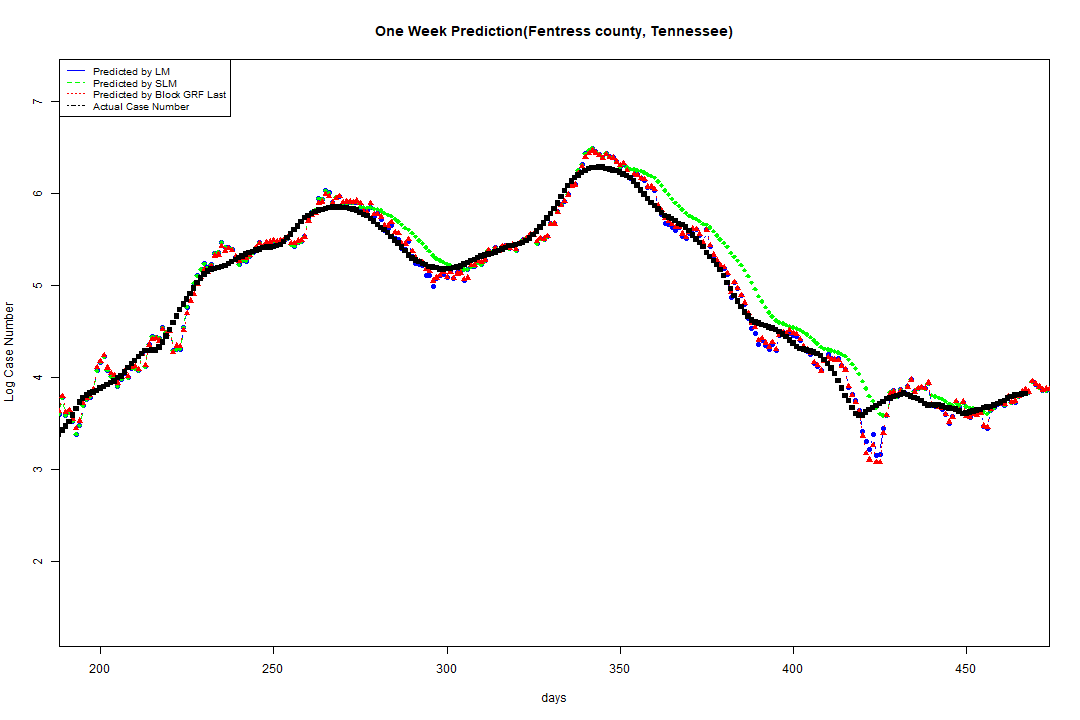 One Week Prediction(Fentress county, Tennessee)
Predicted by LM
Predicted by SLM
Predicted by Block GRF Last
Actual Case Number
7
6
5
4
3
2
Log Case Number
200 250 300 350 400 450
days